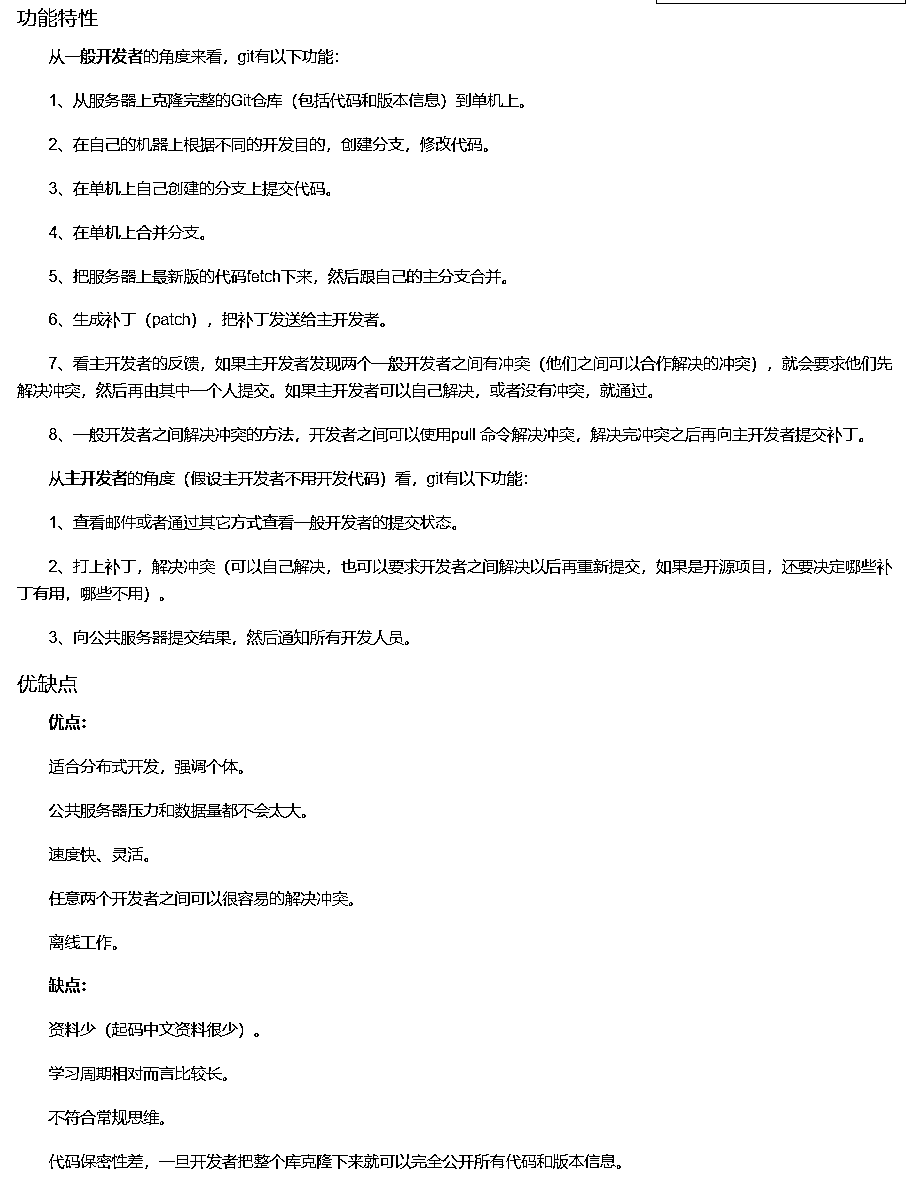 功能特性
从一般开发者的角度来看，git有以下功能：
1、从服务器上克隆完整的Git仓库（包括代码和版本信息）到单机上。
2、在自己的机器上根据不同的开发目的，创建分支，修改代码。
3、在单机上自己创建的分支上提交代码。
4、在单机上合并分支。
5、把服务器上最新版的代码fetch下来，然后跟自己的主分支合并。
6、生成补丁（patch），把补丁发送给主开发者。
7、看主开发者的反馈，如果主开发者发现两个一般开发者之间有冲突（他们之间可以合作解决的冲突），就会要求他们先
解决冲突，然后再由其中一个人提交。如果主开发者可以自己解决，或者没有冲突，就通过。
8、一般开发者之间解决冲突的方法，开发者之间可以使用pull 命令解决冲突，解决完冲突之后再向主开发者提交补丁。
从主开发者的角度（假设主开发者不用开发代码）看，git有以下功能：
1、查看邮件或者通过其它方式查看一般开发者的提交状态。
2、打上补丁，解决冲突（可以自己解决，也可以要求开发者之间解决以后再重新提交，如果是开源项目，还要决定哪些补
丁有用，哪些不用）。
3、向公共服务器提交结果，然后通知所有开发人员。
优缺点
优点：
适合分布式开发，强调个体。
公共服务器压力和数据量都不会太大。
速度快、灵活。
任意两个开发者之间可以很容易的解决冲突。
离线工作。
缺点：
资料少（起码中文资料很少）。
学习周期相对而言比较长。
不符合常规思维。
代码保密性差，一旦开发者把整个库克隆下来就可以完全公开所有代码和版本信息。